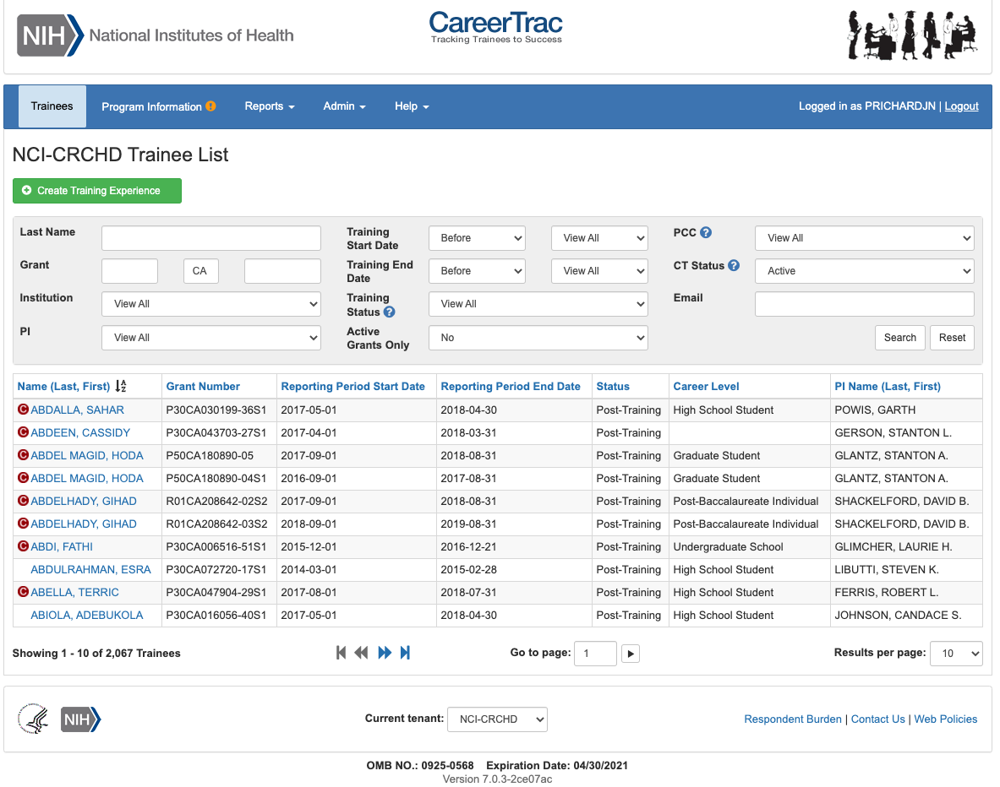 NIH National Institutes of Health
CareerTrac
Tracking Trainees to Success
Trainees Program Information Reports Admin Help Logged in as PRICHARDJN | Logout
NCI-CRCHD Trainee List
Create Training Experience
Last Name Training Start Date Before View All PCC View All
Grant CA Training End Date Before View All CT Status Active
Institution View All Training Status View All Email
PI View All Active Grants Only No Search Reset
Name (Last, First) Grant Number Reporting Period Start Date Reporting Period End Date Status Career Level PI Name (Last, First)
C ABDALLA, SAHAR P30CA030199-36S1 2017-05-01 2018-04-30 Post-Training High School Student POWIS, GARTH
C ABDEEN, CASSIDY P30CA043703-27S1 2017-04-01 2018-03-31 Post-Training GERSON, STANTON L.
C ABDEL MAGID, HODA P50CA180890-05 2017-09-01 2018-08-31 Post-Training Graduate Student GLANTZ, STANTON A.
C ABDEL MAGID, HODA P50CA180890-04S1 2016-09-01 2017-08-31 Post-Training Graduate Student GLANTZ, STANTON A.
C ABDELHADY, GIHAD R01CA208642-02S2 2017-09-01 2018-08-31 Post-Training Post-Baccalaureate Individual SHACKELFORD, DAVID B.
C ABDELHADY, GIHAD R01CA208642-03S2 2018-09-01 2019-08-31 Post-Training Post-Baccalaureate Individual SHACKELFORD, DAVID B.
C ABDI, FATHI P30CA006516-51S1 2015-12-01 2016-12-21 Post-Training Undergraduate School GLIMCHER, LAURIE H.
ABDULRAHMAN, ESRA P30CA072720-17S1 2014-03-01 2015-02-28 Post-Training High School Student LIBUTTI, STEVEN K.
C ABELLA, TERRIC P30CA047904-29S1 2017-08-01 2018-07-31 Post-Training High School Student FERRIS, ROBERT L.
ABIOLA, ADEBUKOLA P30CA016056-40S1 2017-05-01 2018-04-30 Post-Training High School Student JOHNSON, CANDACE S.
Showing 1 - 10 of 2,067 Trainees Go to page: 1 Results per page: 10
NIH Current tenant: NCI-CRCHD Respondent Burden | Contact Us | Web Policies
OMB NO.: 0925-0568 Expiration Date: 04/30/2021
Version 7.0.3-2ce07ac